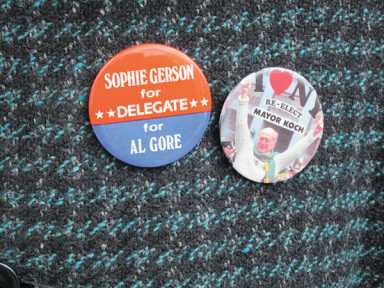 SOPHIE GERSON
for
★★DELEGATE★★
for
AL GORE
I ♥ NY
RE-ELECT
MAYOR KOCH